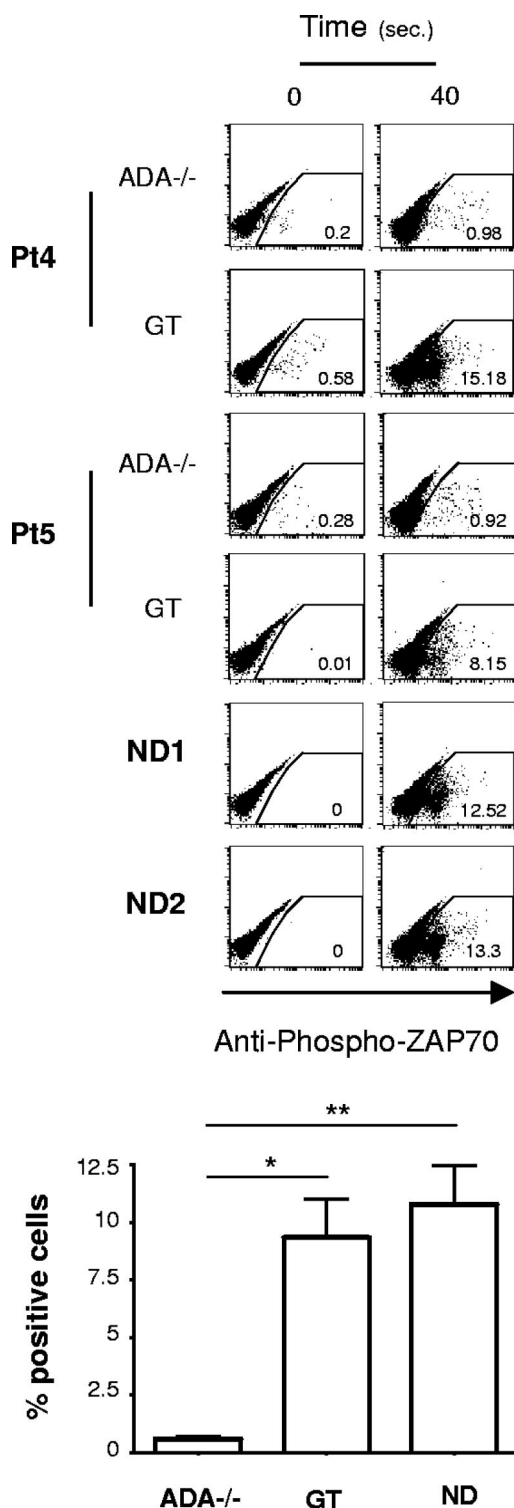 Time (sec.)
0 40
ADA-/-
0.2 0.98
Pt4
GT
0.58 15.18
ADA-/-
0.28 0.92
Pt5
GT
0.01 8.15
ND1
0 12.52
ND2
0 13.3
Anti-Phospho-ZAP70
**
*
12.5
10
7.5
5
2.5
0
% positive cells
ADA-/- GT ND